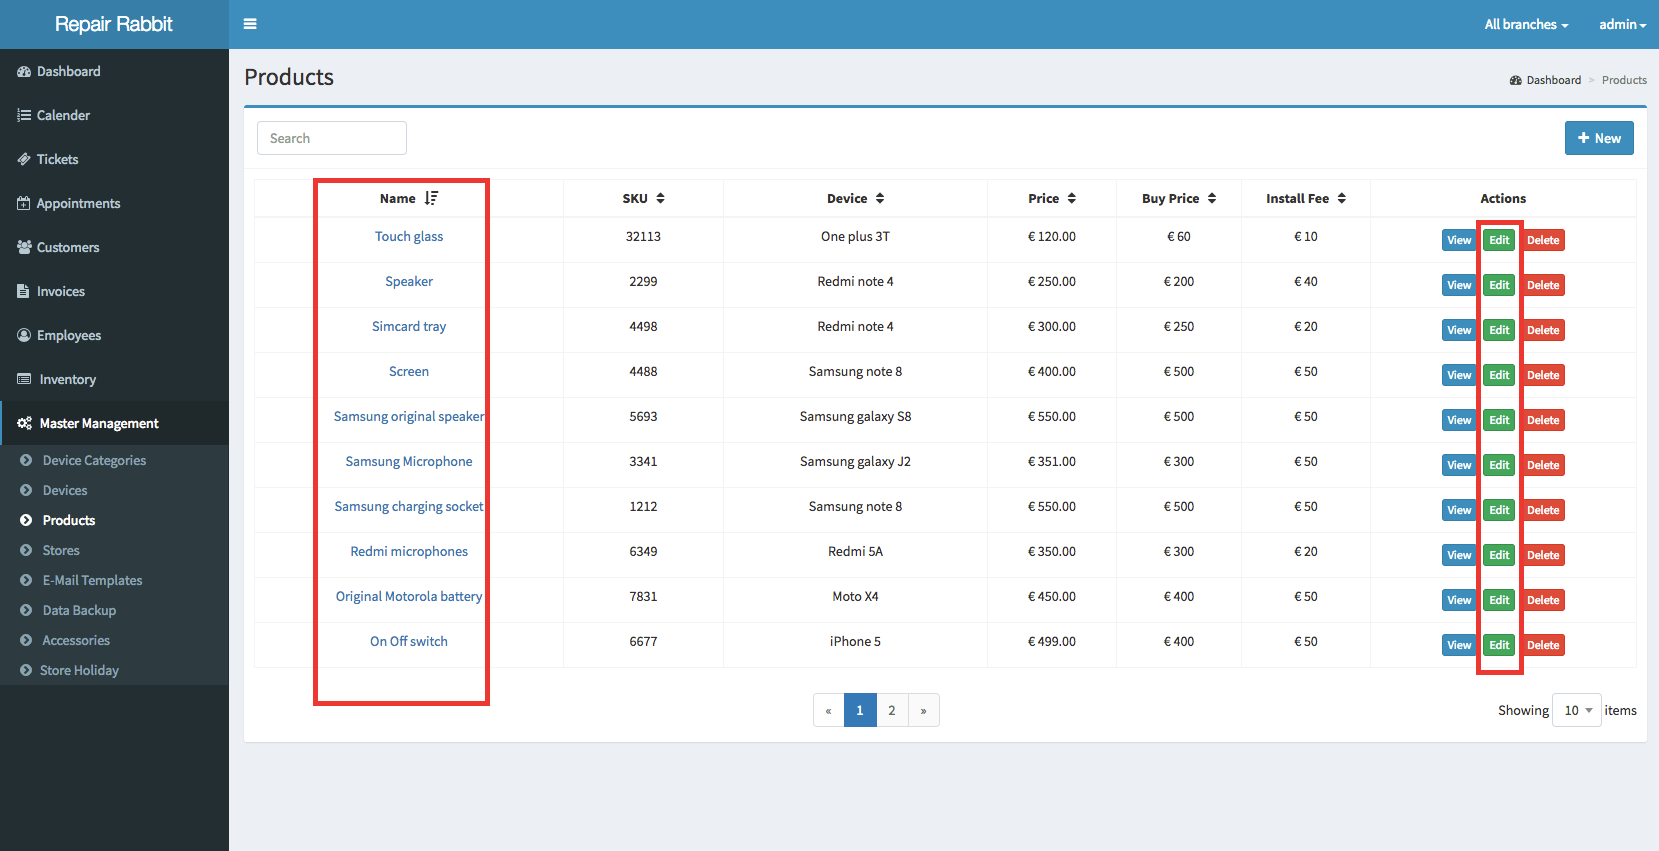 Repair Rabbit
All branches
admin
Dashboard
Calender
Tickets
Appointments
Customers
Invoices
Employees
Inventory
Master Management
Device Categories
Devices
Products
Stores
E-Mail Templates
Data Backup
Accessories
Store Holiday
Products
Dashboard > Products
Search
New
Name SKU Device Price Buy Price Install Fee Actions
Touch glass 32113 One plus 3T € 120.00 € 60 € 10 View Edit Delete
Speaker 2299 Redmi note 4 € 250.00 € 200 € 40 View Edit Delete
Simcard tray 4498 Redmi note 4 € 300.00 € 250 € 20 View Edit Delete
Screen 4488 Samsung note 8 € 400.00 € 500 € 50 View Edit Delete
Samsung original speaker 5693 Samsung galaxy S8 € 550.00 € 500 € 50 View Edit Delete
Samsung Microphone 3341 Samsung galaxy J2 € 351.00 € 300 € 50 View Edit Delete
Samsung charging socket 1212 Samsung note 8 € 550.00 € 500 € 50 View Edit Delete
Redmi microphones 6349 Redmi 5A € 350.00 € 300 € 20 View Edit Delete
Original Motorola battery 7831 Moto X4 € 450.00 € 400 € 50 View Edit Delete
On Off switch 6677 iPhone 5 € 499.00 € 400 € 50 View Edit Delete
« 1 2 »
Showing 10 items